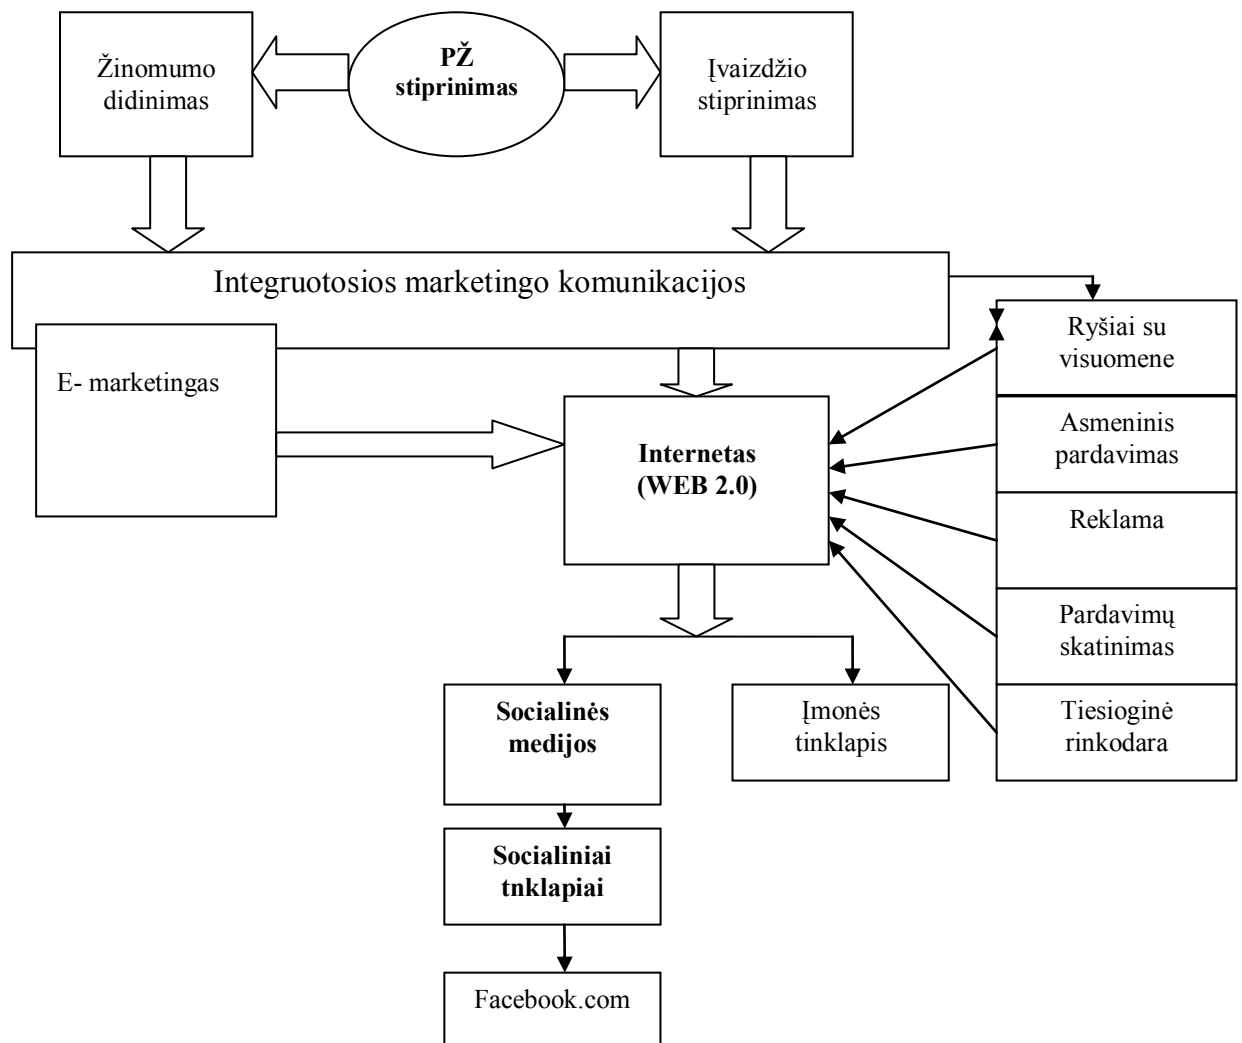 Žinomumo
didinimas
PŽ
stiprinimas
Įvaizdžio
stiprinimas
Integruotosios marketingo komunikacijos
E- marketingas
Internetas
(WEB 2.0)
Ryšiai su
visuomene
Asmeninis
pardavimas
Reklama
Pardavimų
skatinimas
Tiesioginė
rinkodara
Socialinės
medijos
Įmonės
tinklapis
Socialiniai
tnklapiai
Facebook.com